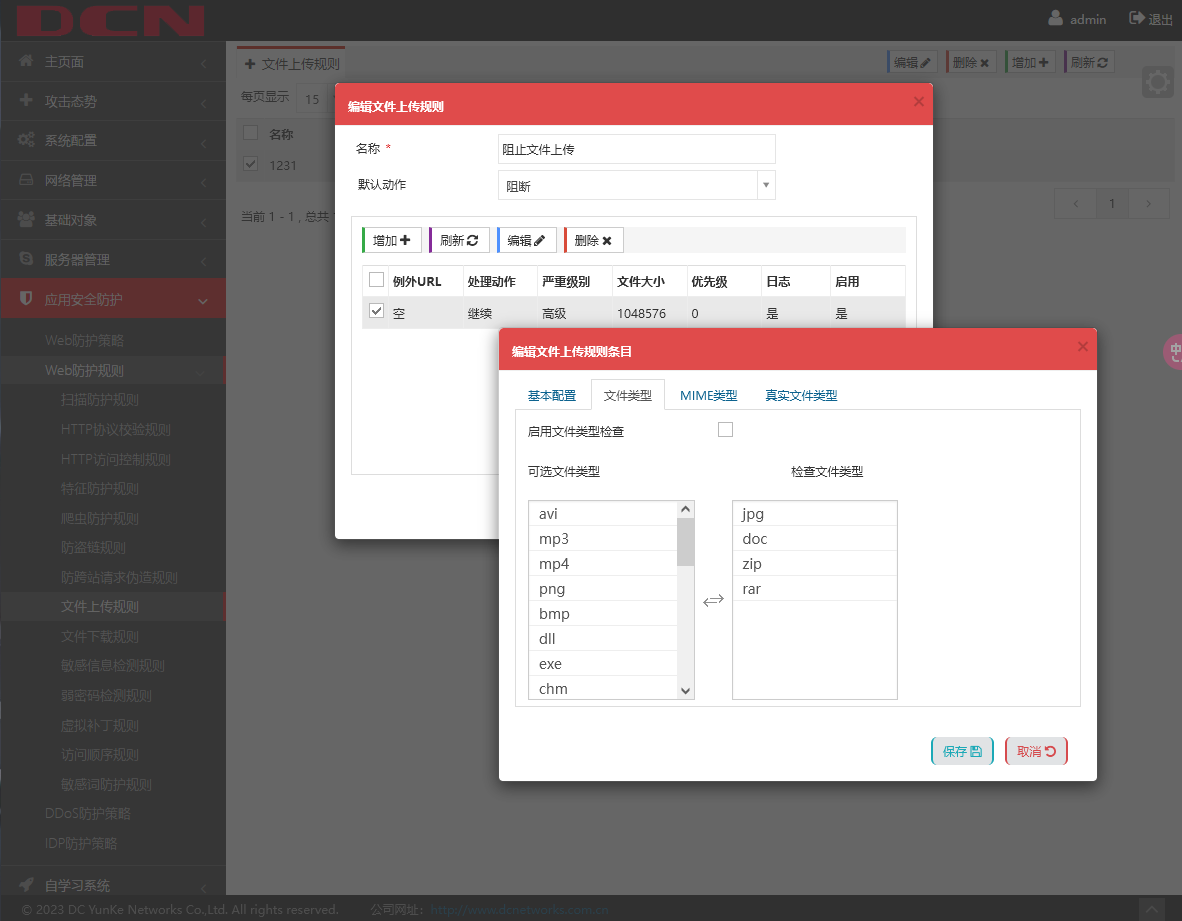 DCN
admin 退出
主页面
攻击态势
系统配置
网络管理
基础对象
服务器管理
应用安全防护
Web防护策略
Web防护规则
扫描防护规则
HTTP协议校验规则
HTTP访问控制规则
特征防护规则
爬虫防护规则
防盗链规则
防跨站请求伪造规则
文件上传规则
文件下载规则
敏感信息检测规则
弱密码检测规则
虚拟补丁规则
访问顺序规则
敏感词防护规则
DDoS防护策略
IDP防护策略
自学习系统
文件上传规则
编辑 删除 增加 刷新
每页显示 15
名称
1231
当前 1 - 1 , 总共
1
编辑文件上传规则
名称 *
阻止文件上传
默认动作
阻断
增加 刷新 编辑 删除
例外URL 处理动作 严重级别 文件大小 优先级 日志 启用
空 继续 高级 1048576 0 是 是
编辑文件上传规则条目
基本配置 文件类型 MIME类型 真实文件类型
启用文件类型检查
可选文件类型 检查文件类型
avi
mp3
mp4
png
bmp
dll
exe
chm
jpg
doc
zip
rar
保存 取消
中
© 2023 DC YunKe Networks Co.,Ltd. All rights reserved. 公司网址: http://www.dcnetworks.com.cn